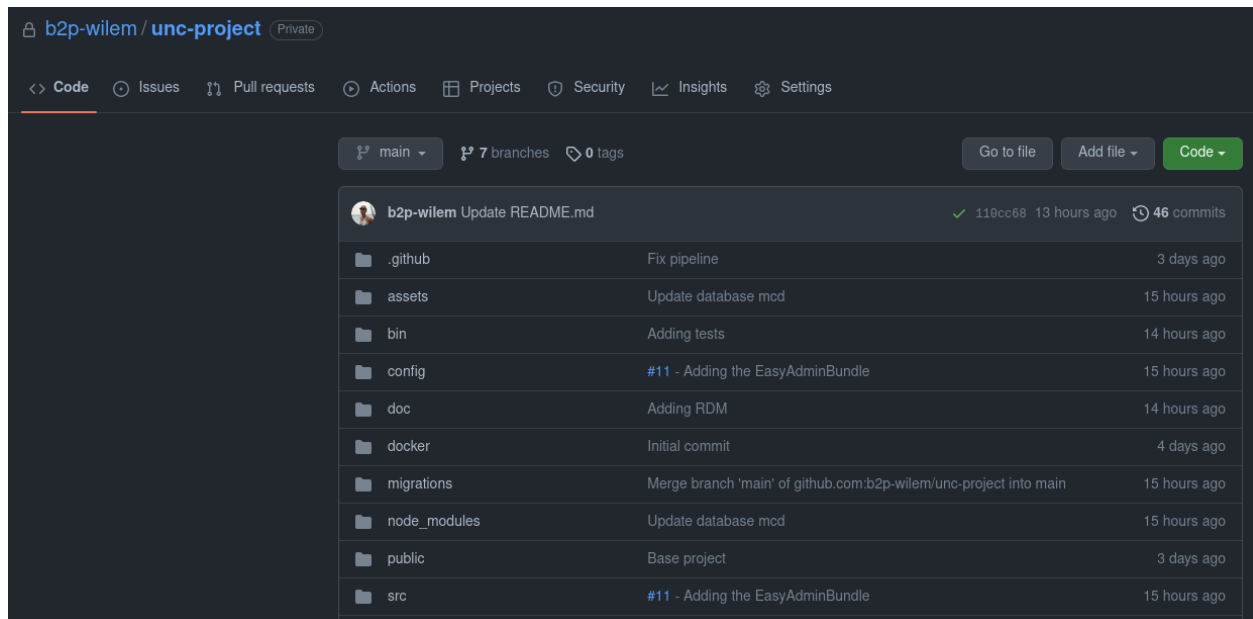 b2p-wilem / unc-project Private
Code Issues Pull requests Actions Projects Security Insights Settings
main 7 branches 0 tags Go to file Add file Code
b2p-wilem Update README.md 110cc68 13 hours ago 46 commits
.github Fix pipeline 3 days ago
assets Update database mcd 15 hours ago
bin Adding tests 14 hours ago
config #11 - Adding the EasyAdminBundle 15 hours ago
doc Adding RDM 14 hours ago
docker Initial commit 4 days ago
migrations Merge branch 'main' of github.com:b2p-wilem/unc-project into main 15 hours ago
node_modules Update database mcd 15 hours ago
public Base project 3 days ago
src #11 - Adding the EasyAdminBundle 15 hours ago